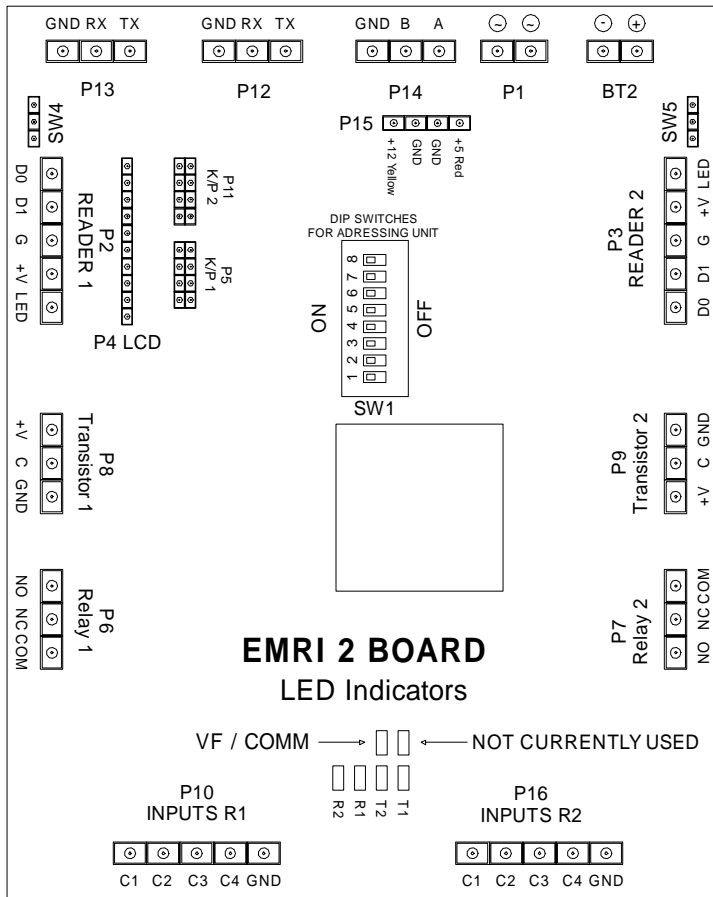 GND RX TX
GND RX TX
GND B A
~ ~
- +
P13
P12
P14
P1
BT2
SW4
P15
+12 Yellow
GND
GND
+5 Red
SW5
D0
D1
G
+V
LED
P2
READER 1
P11
K/P 2
P5
K/P 1
P4 LCD
DIP SWITCHES
FOR ADRESSING UNIT
ON
1 2 3 4 5 6 7 8
OFF
SW1
P3
READER 2
D0 D1 G +V LED
+V
C
GND
P8
Transistor 1
P9
Transistor 2
+V C GND
NO
NC
COM
P6
Relay 1
P7
Relay 2
NO NC COM
EMRI 2 BOARD
LED Indicators
VF / COMM
NOT CURRENTLY USED
R2 R1 T2 T1
P10
INPUTS R1
P16
INPUTS R2
C1 C2 C3 C4 GND
C1 C2 C3 C4 GND